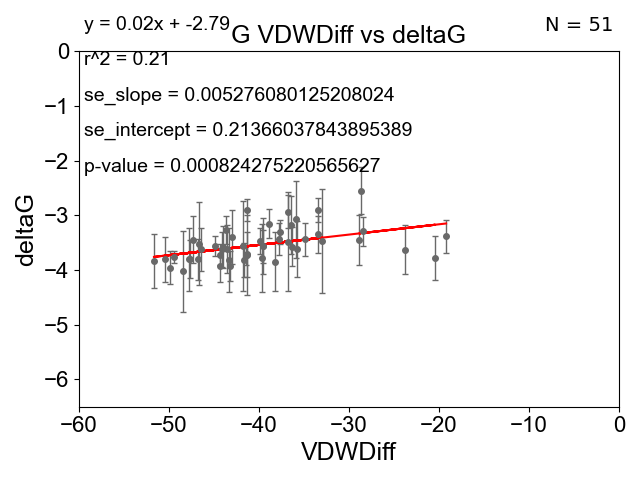 y = 0.02x + -2.79
N = 51
G VDWDiff vs deltaG
r^2 = 0.21
se_slope = 0.005276080125208024
se_intercept = 0.21366037843895389
p-value = 0.000824275220565627
deltaG
0
−1
−2
−3
−4
−5
−6
−60
−50
−40
−30
−20
−10
0
VDWDiff